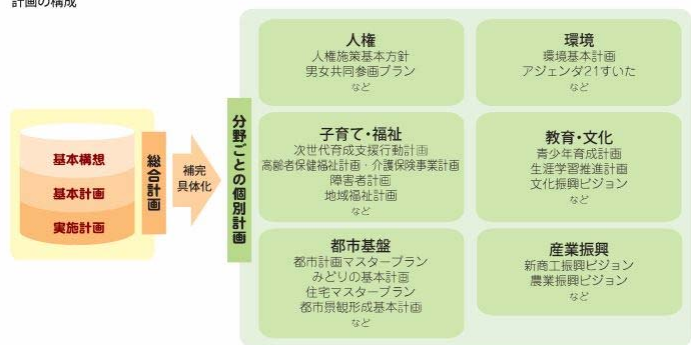 計画の構成
基本構想
基本計画
実施計画
総合計画
補完
具体化
分野ごとの個別計画
人権
人権施策基本方針
男女共同参画プラン
など
環境
環境基本計画
アジェンダ21すいた
など
子育て・福祉
次世代育成支援行動計画
高齢者保健福祉計画・介護保険事業計画
障害者計画
地域福祉計画
など
教育・文化
青少年育成計画
生涯学習推進計画
文化振興ビジョン
など
都市基盤
都市計画マスタープラン
みどりの基本計画
住宅マスタープラン
都市景観形成基本計画
など
産業振興
新商工振興ビジョン
農業振興ビジョン
など